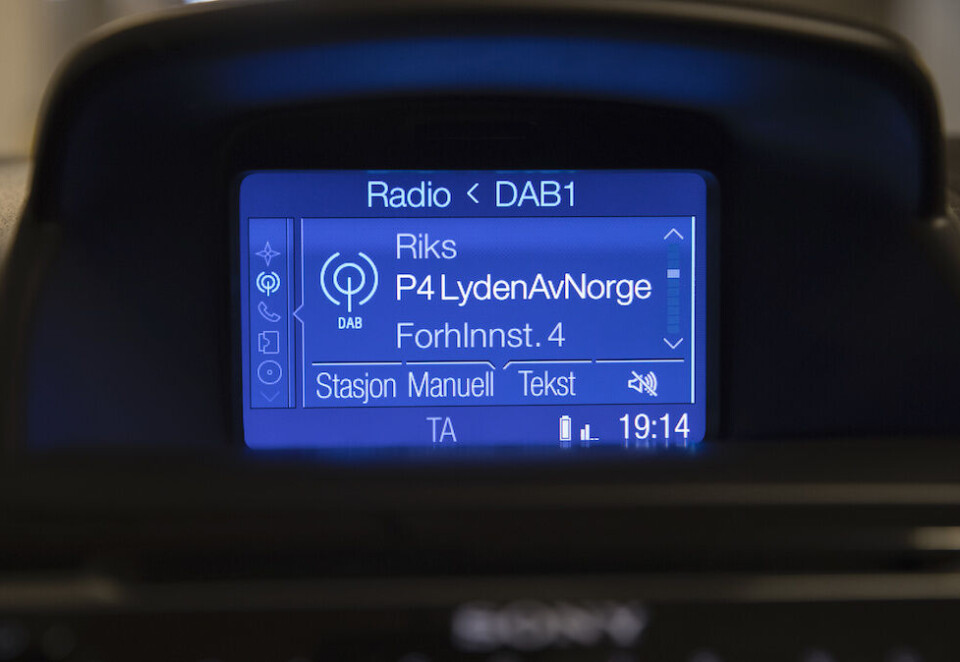 Radio < DAB1
Riks
DAB
P4 LydenAvNorge
ForhInnst. 4
Stasjon Manuell Tekst
TA 19:14
SONY